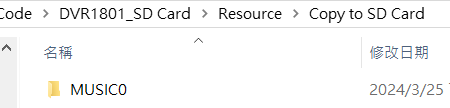 Code › DVR1801_SD Card › Resource › Copy to SD Card
名稱 修改日期
MUSIC0 2024/3/25